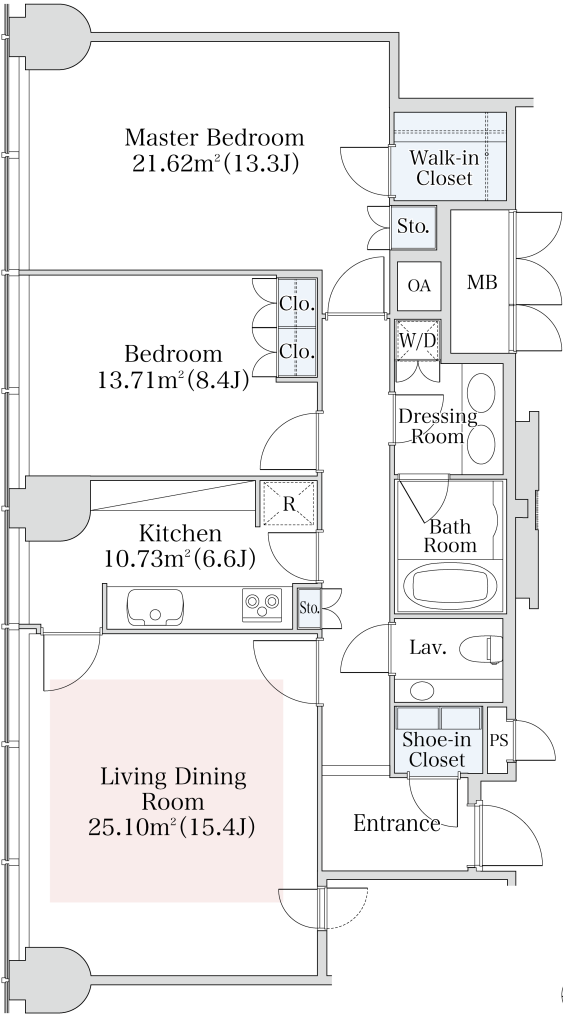 Master Bedroom
21.62m²(13.3J)
Walk-in
Closet
Sto.
OA
MB
Clo.
Clo.
W/D
Bedroom
13.71m²(8.4J)
Dressing
Room
R
Kitchen
10.73m²(6.6J)
Bath
Room
Sto.
Lav.
Shoe-in
Closet
PS
Living Dining
Room
25.10m²(15.4J)
Entrance